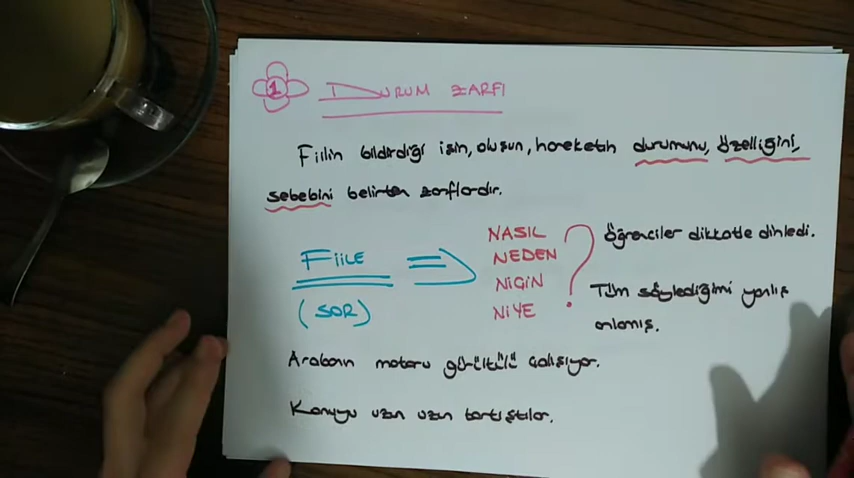 1 DURUM ZARFI
Fiilin bildirdiği işin, oluşun, hareketin durumunu, özelliğini,
sebebini belirten zarflardır.
FİİLE ⇒
(SOR)
NASIL
NEDEN
NİÇİN
NİYE
?
Öğrenciler dikkatle dinledi.
Tüm söylediğimi yanlış
anlamış.
Arabanın motoru gürültülü çalışıyor.
Konuyu uzun uzun tartıştılar.